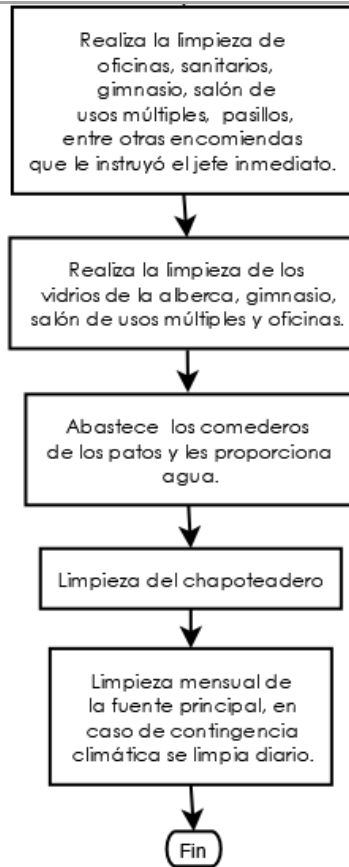 Realiza la limpieza de
oficinas, sanitarios,
gimnasio, salón de
usos múltiples, pasillos,
entre otras encomiendas
que le instruyó el jefe inmediato.
Realiza la limpieza de los
vidrios de la alberca, gimnasio,
salón de usos múltiples y oficinas.
Abastece los comederos
de los patos y les proporciona
agua.
Limpieza del chapoteadero
Limpieza mensual de
la fuente principal, en
caso de contingencia
climática se limpia diario.
Fin